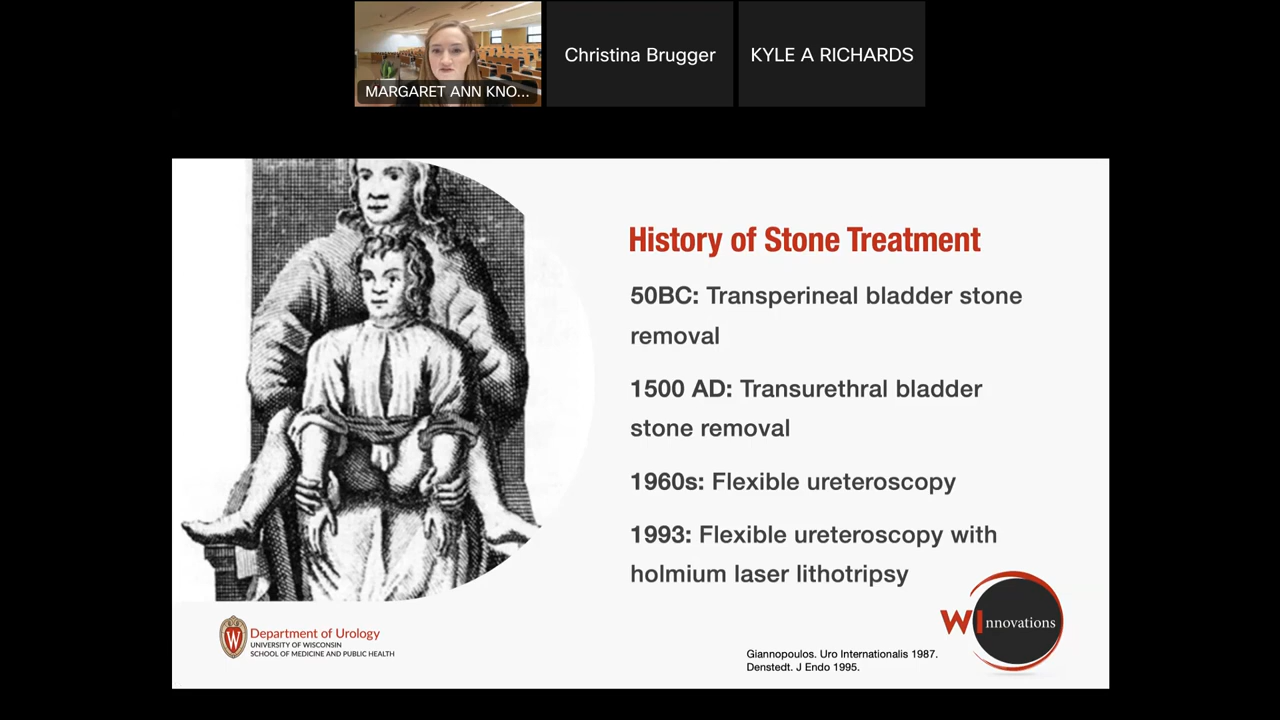 MARGARET ANN KNO...
Christina Brugger
KYLE A RICHARDS
History of Stone Treatment
50BC: Transperineal bladder stone
removal
1500 AD: Transurethral bladder
stone removal
1960s: Flexible ureteroscopy
1993: Flexible ureteroscopy with
holmium laser lithotripsy
W
Department of Urology
UNIVERSITY OF WISCONSIN
SCHOOL OF MEDICINE AND PUBLIC HEALTH
Giannopoulos. Uro Internationalis 1987.
Denstedt. J Endo 1995.
WInnovations